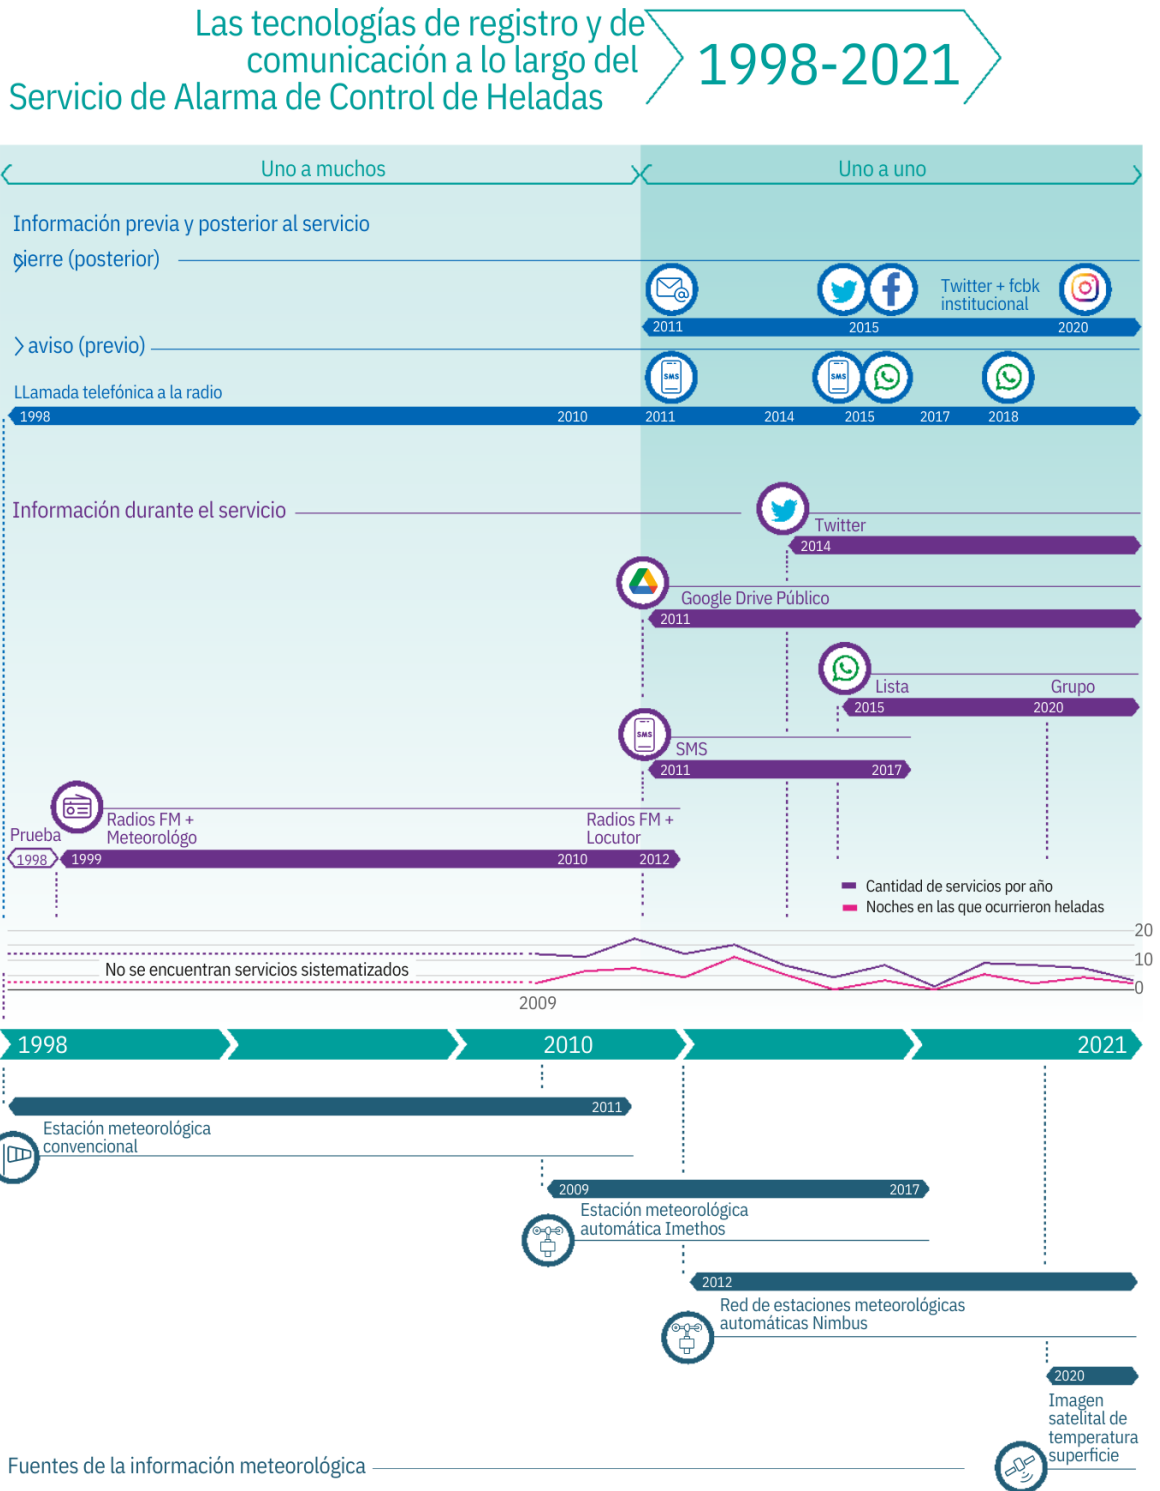 Las tecnologías de registro y de
comunicación a lo largo del
Servicio de Alarma de Control de Heladas
1998-2021
Uno a muchos
Uno a uno
Información previa y posterior al servicio
cierre (posterior)
Twitter + fcbk
institucional
2011
2015
2020
aviso (previo)
SMS
SMS
LLamada telefónica a la radio
1998
2010
2011
2014
2015
2017
2018
Información durante el servicio
Twitter
2014
Google Drive Público
2011
Lista
Grupo
2015
2020
SMS
SMS
2011
2017
Prueba
Radios FM +
Meteorológo
Radios FM +
Locutor
1998
1999
2010
2012
Cantidad de servicios por año
Noches en las que ocurrieron heladas
20
10
0
No se encuentran servicios sistematizados
2009
1998
2010
2021
2011
Estación meteorológica
convencional
2009
2017
Estación meteorológica
automática Imethos
2012
Red de estaciones meteorológicas
automáticas Nimbus
2020
Imagen
satelital de
temperatura
superficie
Fuentes de la información meteorológica